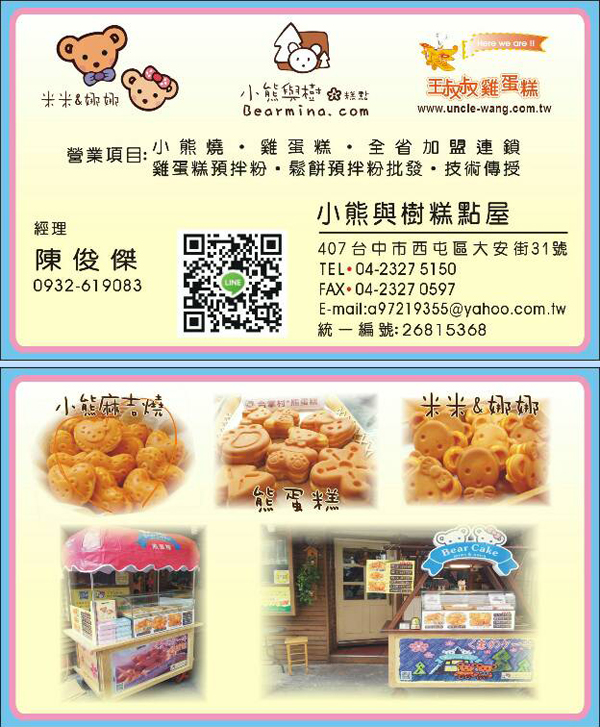 米米&娜娜
小熊與樹糕點
Bearmina.com
Here we are !!
王叔叔雞蛋糕
www.uncle-wang.com.tw
營業項目:小熊燒・雞蛋糕・全省加盟連鎖
雞蛋糕預拌粉・鬆餅預拌粉批發・技術傳授
經理
陳俊傑
0932-619083
LINE
小熊與樹糕點屋
407台中市西屯區大安街31號
TEL•04-2327 5150
FAX•04-2327 0597
E-mail:a97219355@yahoo.com.tw
統一編號:26815368
小熊麻吉燒
熊蛋糕
米米&娜娜
Bear Cake